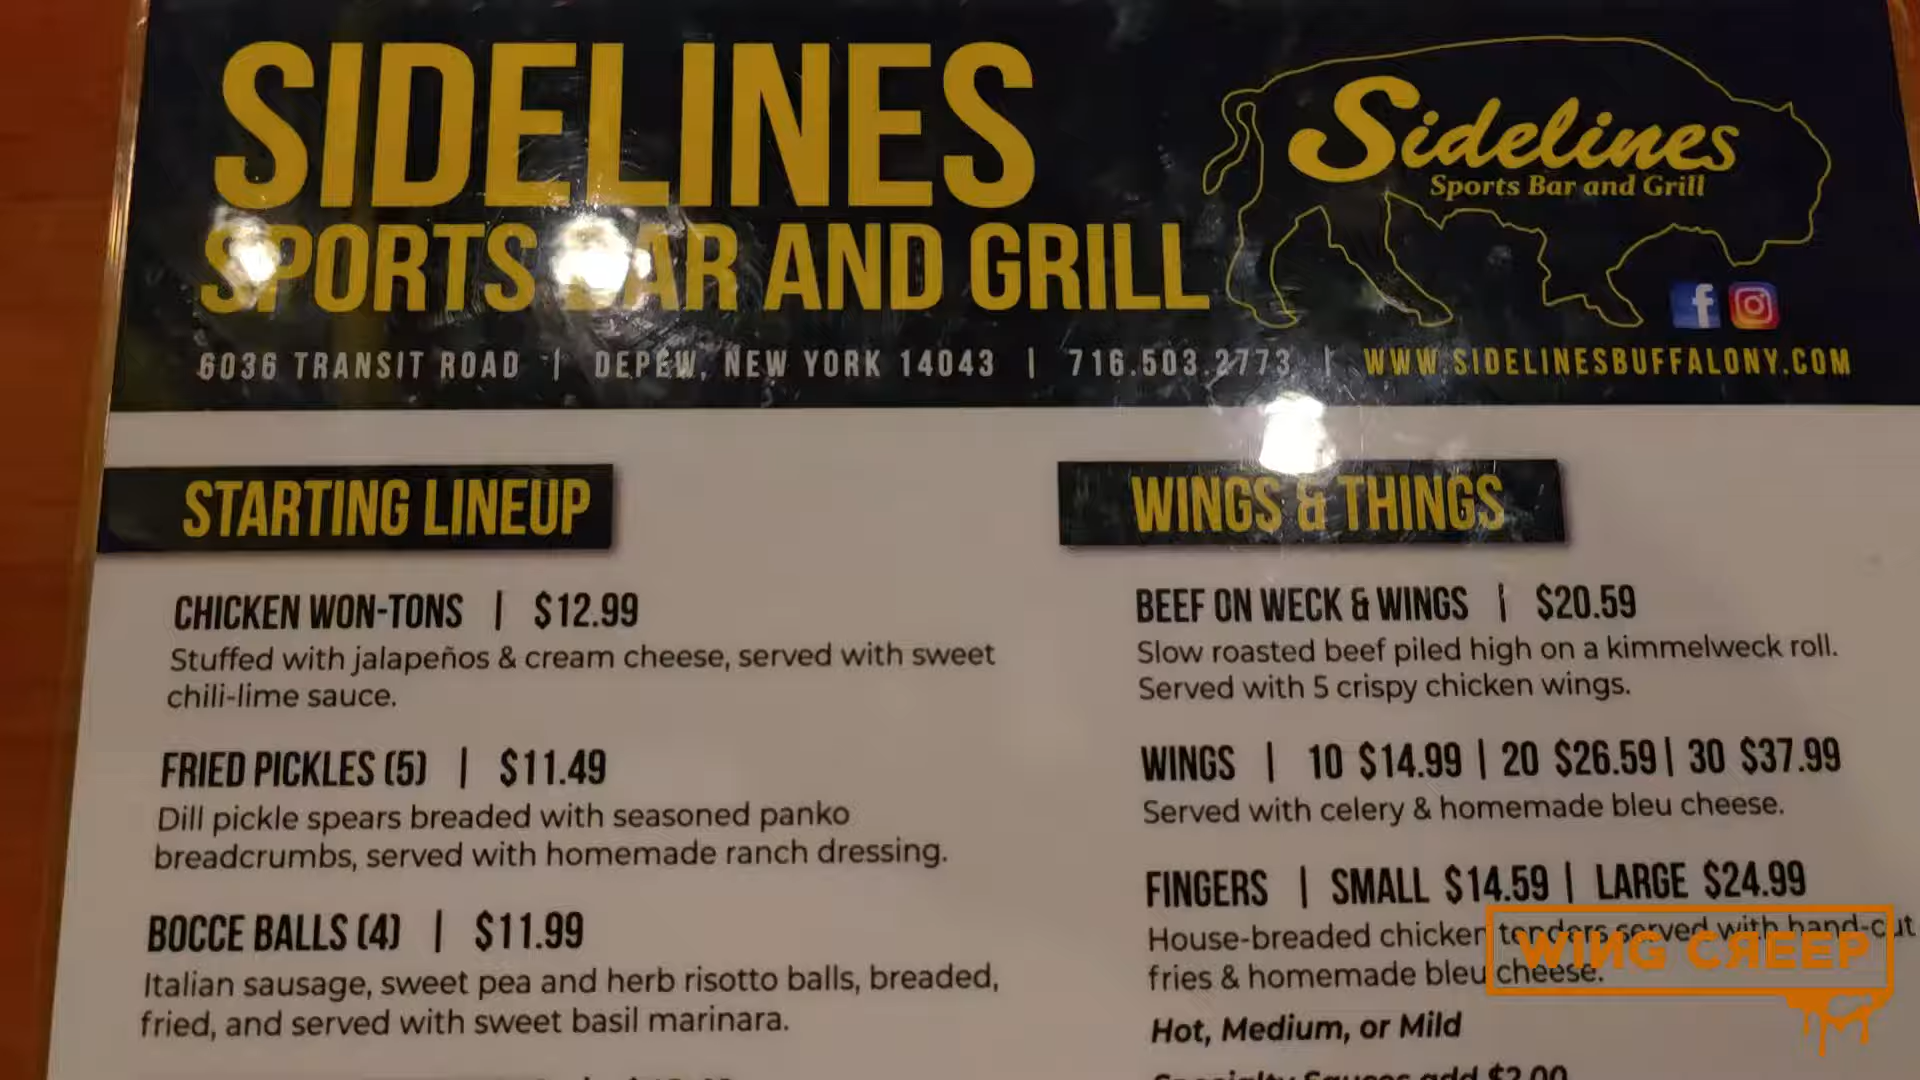 SIDELINES
SPORTS BAR AND GRILL
Sidelines
Sports Bar and Grill
6036 TRANSIT ROAD | DEPEW, NEW YORK 14043 | 716.503.2773 | WWW.SIDELINESBUFFALONY.COM
STARTING LINEUP
CHICKEN WON-TONS | $12.99
Stuffed with jalapeños & cream cheese, served with sweet
chili-lime sauce.
FRIED PICKLES (5) | $11.49
Dill pickle spears breaded with seasoned panko
breadcrumbs, served with homemade ranch dressing.
BOCCE BALLS (4) | $11.99
Italian sausage, sweet pea and herb risotto balls, breaded,
fried, and served with sweet basil marinara.
WINGS & THINGS
BEEF ON WECK & WINGS | $20.59
Slow roasted beef piled high on a kimmelweck roll.
Served with 5 crispy chicken wings.
WINGS | 10 $14.99 | 20 $26.59 | 30 $37.99
Served with celery & homemade bleu cheese.
FINGERS | SMALL $14.59 | LARGE $24.99
House-breaded chicken tenders served with hand-cut
fries & homemade bleu cheese.
Hot, Medium, or Mild
Specialty Sauces add $2.00
WING CREEP